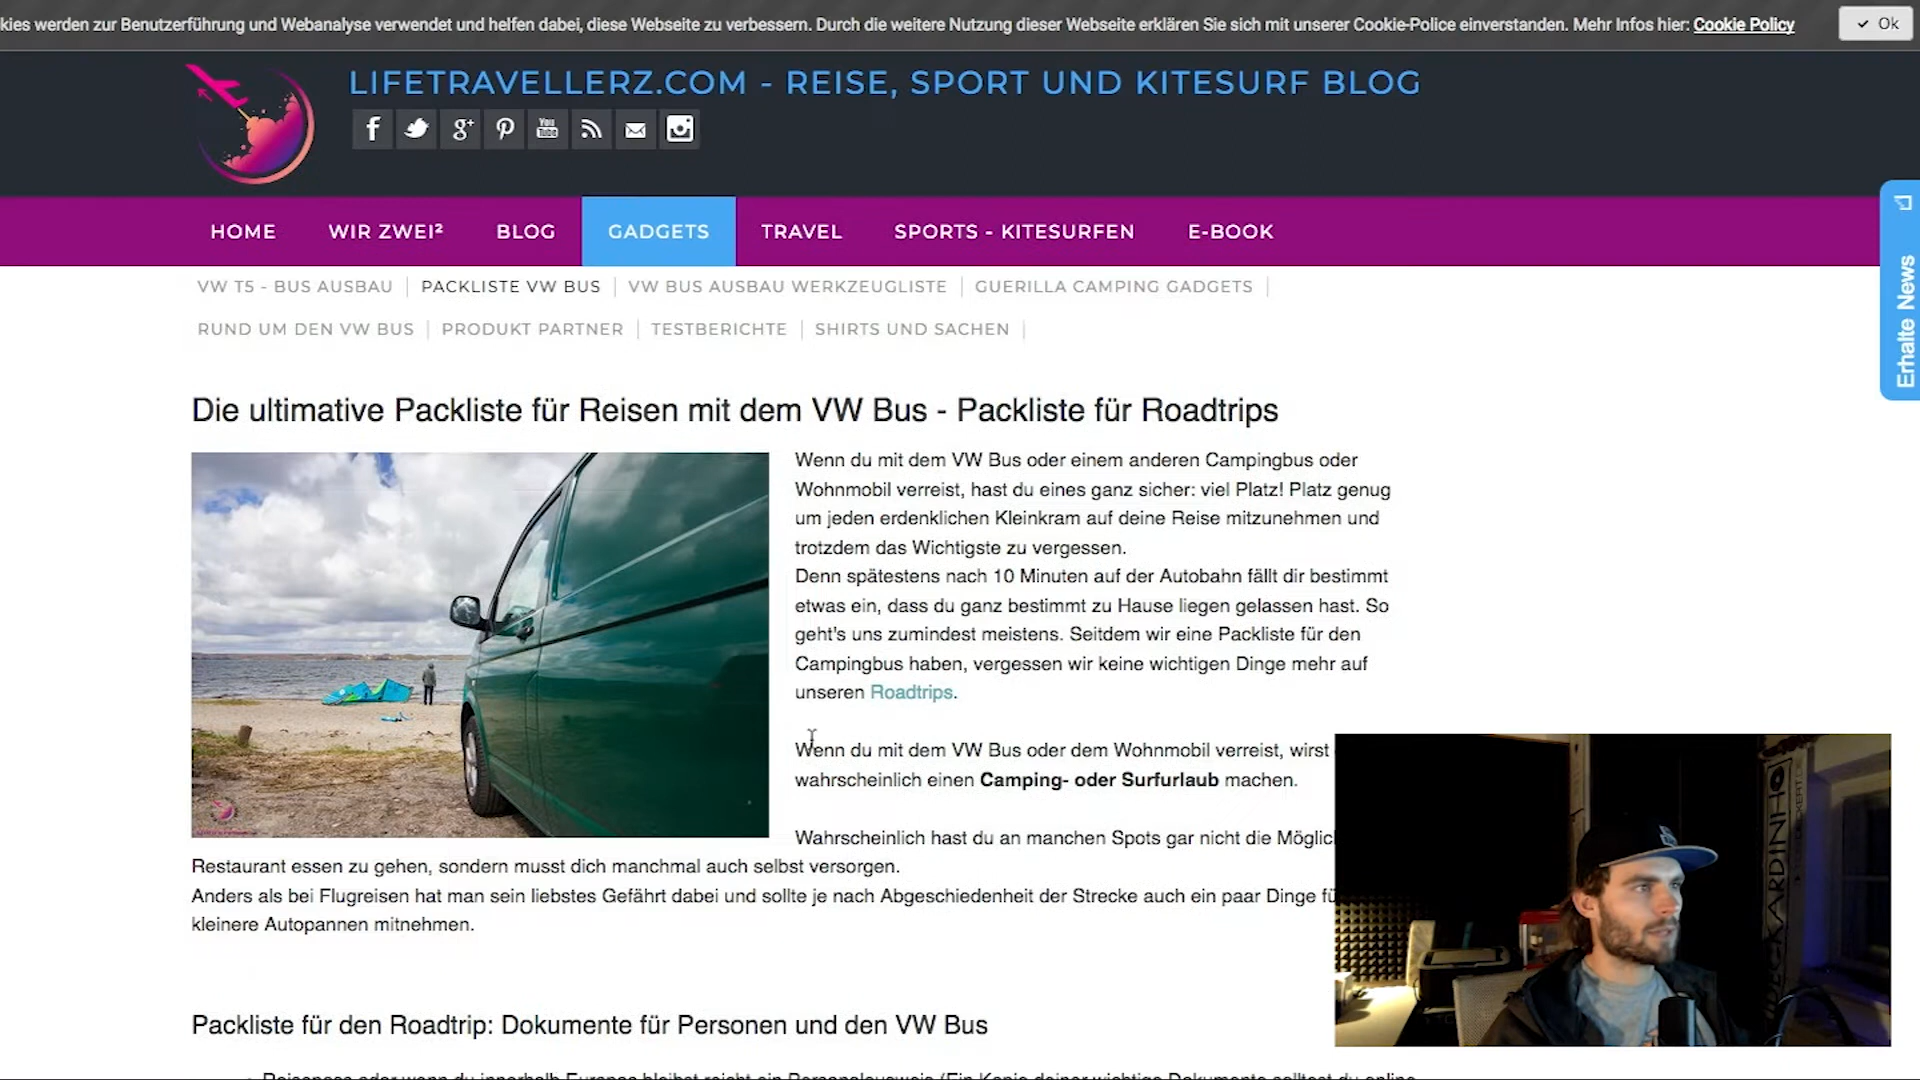 kies werden zur Benutzerführung und Webanalyse verwendet und helfen dabei, diese Webseite zu verbessern. Durch die weitere Nutzung dieser Webseite erklären Sie sich mit unserer Cookie-Police einverstanden. Mehr Infos hier: Cookie Policy
Ok
LIFETRAVELLERZ.COM - REISE, SPORT UND KITESURF BLOG
You Tube
HOME WIR ZWEI² BLOG GADGETS TRAVEL SPORTS - KITESURFEN E-BOOK
Erhalte News
VW T5 - BUS AUSBAU PACKLISTE VW BUS VW BUS AUSBAU WERKZEUGLISTE GUERILLA CAMPING GADGETS
RUND UM DEN VW BUS PRODUKT PARTNER TESTBERICHTE SHIRTS UND SACHEN
Die ultimative Packliste für Reisen mit dem VW Bus - Packliste für Roadtrips
Wenn du mit dem VW Bus oder einem anderen Campingbus oder
Wohnmobil verreist, hast du eines ganz sicher: viel Platz! Platz genug
um jeden erdenklichen Kleinkram auf deine Reise mitzunehmen und
trotzdem das Wichtigste zu vergessen.
Denn spätestens nach 10 Minuten auf der Autobahn fällt dir bestimmt
etwas ein, dass du ganz bestimmt zu Hause liegen gelassen hast. So
geht's uns zumindest meistens. Seitdem wir eine Packliste für den
Campingbus haben, vergessen wir keine wichtigen Dinge mehr auf
unseren Roadtrips.
Wenn du mit dem VW Bus oder dem Wohnmobil verreist, wirst
wahrscheinlich einen Camping- oder Surfurlaub machen.
Wahrscheinlich hast du an manchen Spots gar nicht die Möglich
Restaurant essen zu gehen, sondern musst dich manchmal auch selbst versorgen.
Anders als bei Flugreisen hat man sein liebstes Gefährt dabei und sollte je nach Abgeschiedenheit der Strecke auch ein paar Dinge fü
kleinere Autopannen mitnehmen.
DECKARDINHO
Packliste für den Roadtrip: Dokumente für Personen und den VW Bus